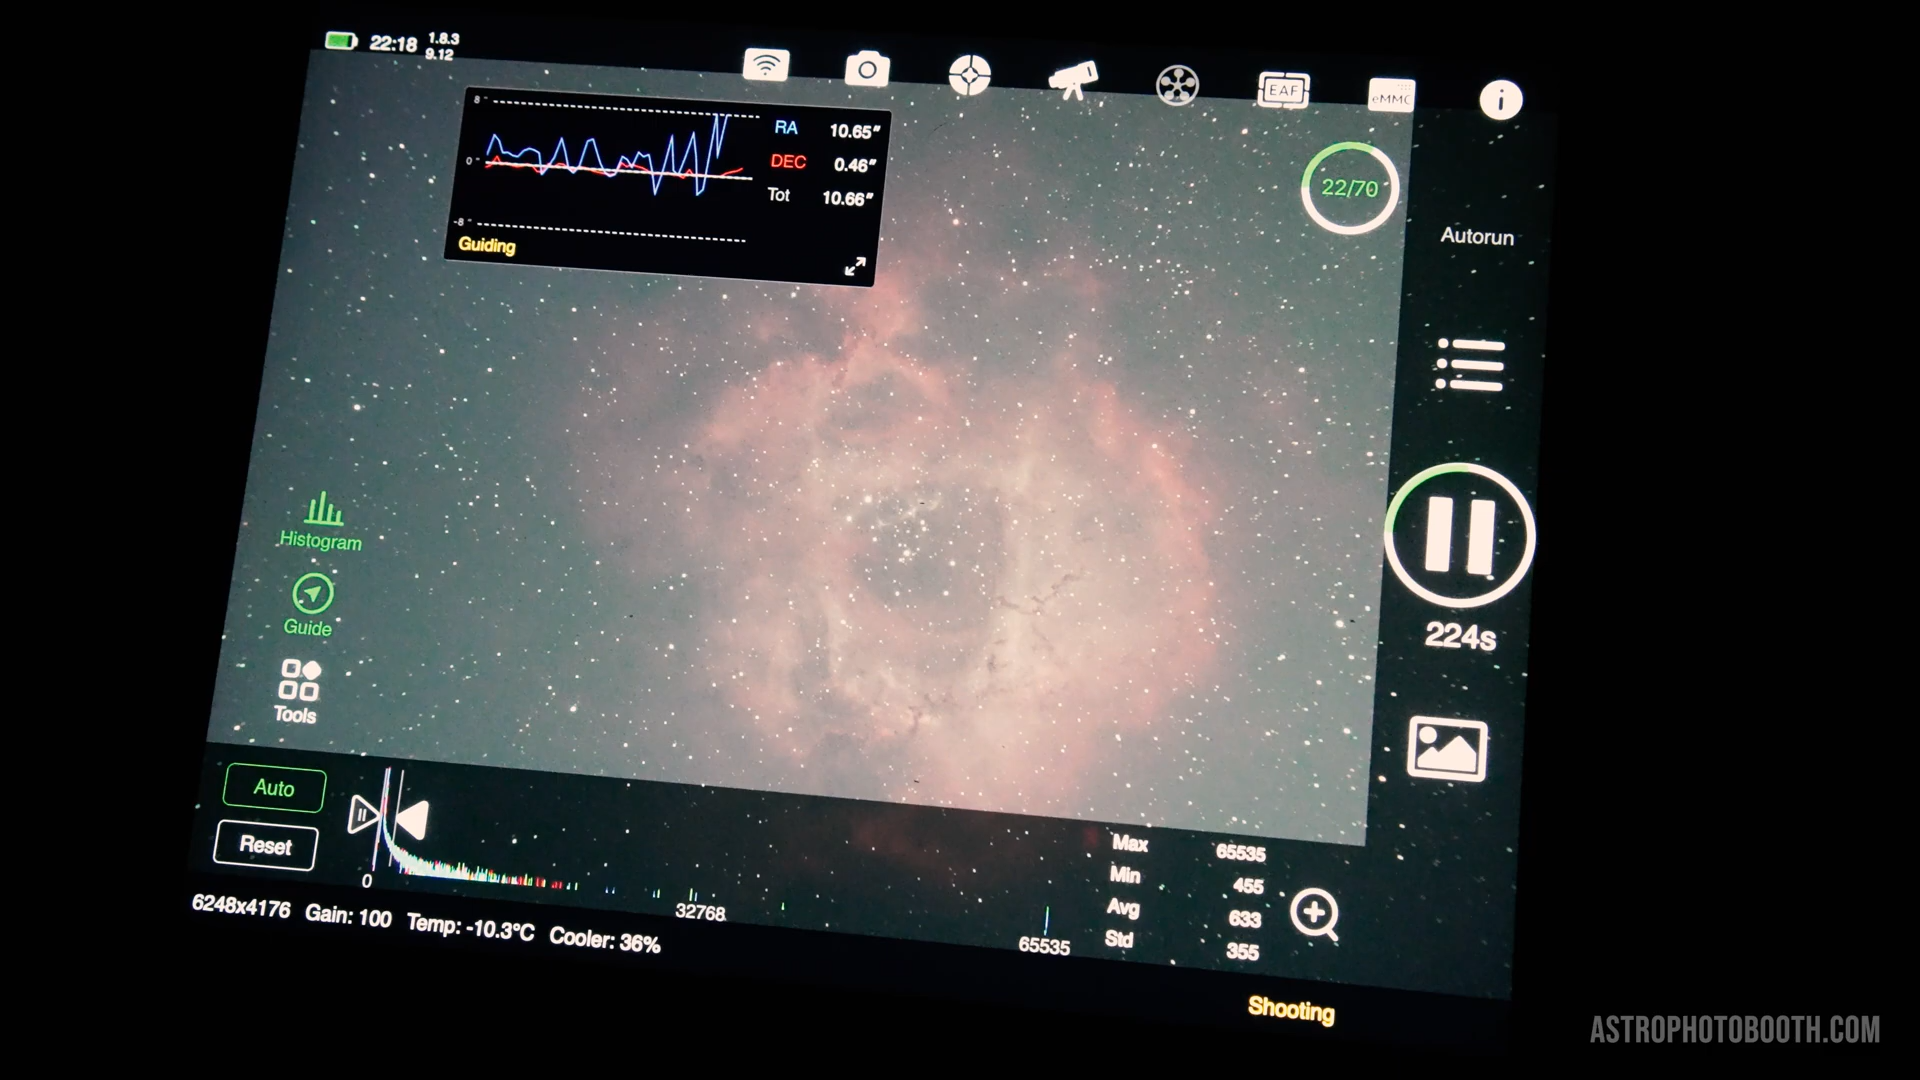 22:18
1.8.3
9.12
EAF
eMMC
i
8
0
-8
RA 10.65"
DEC 0.46"
Tot 10.66"
Guiding
22/70
Autorun
224s
Histogram
Guide
Tools
Auto
Reset
0
32768
65535
Max 65535
Min 455
Avg 633
Std 355
6248x4176 Gain: 100 Temp: -10.3°C Cooler: 36%
Shooting
ASTROPHOTOBOOTH.COM